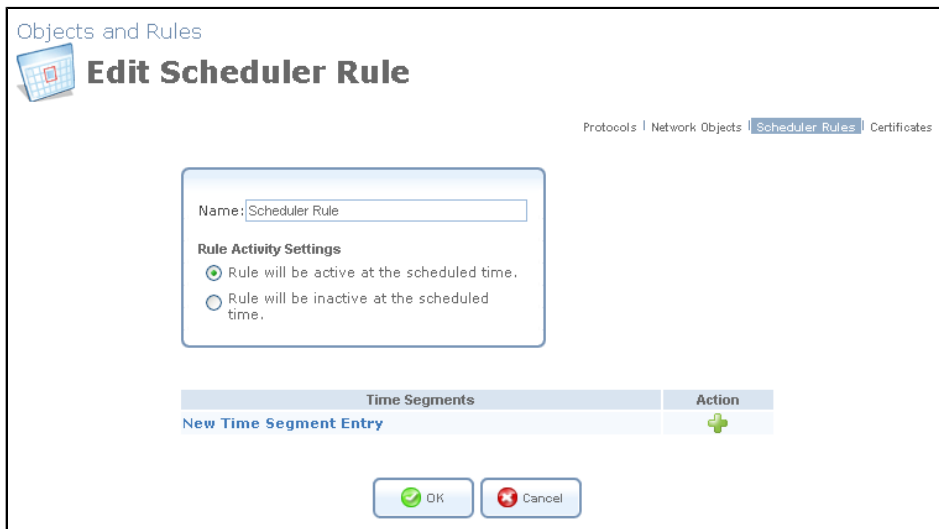 Objects and Rules
Edit Scheduler Rule
Protocols | Network Objects | Scheduler Rules | Certificates
Name: Scheduler Rule
Rule Activity Settings
Rule will be active at the scheduled time.
Rule will be inactive at the scheduled
time.
Time Segments Action
New Time Segment Entry
OK Cancel